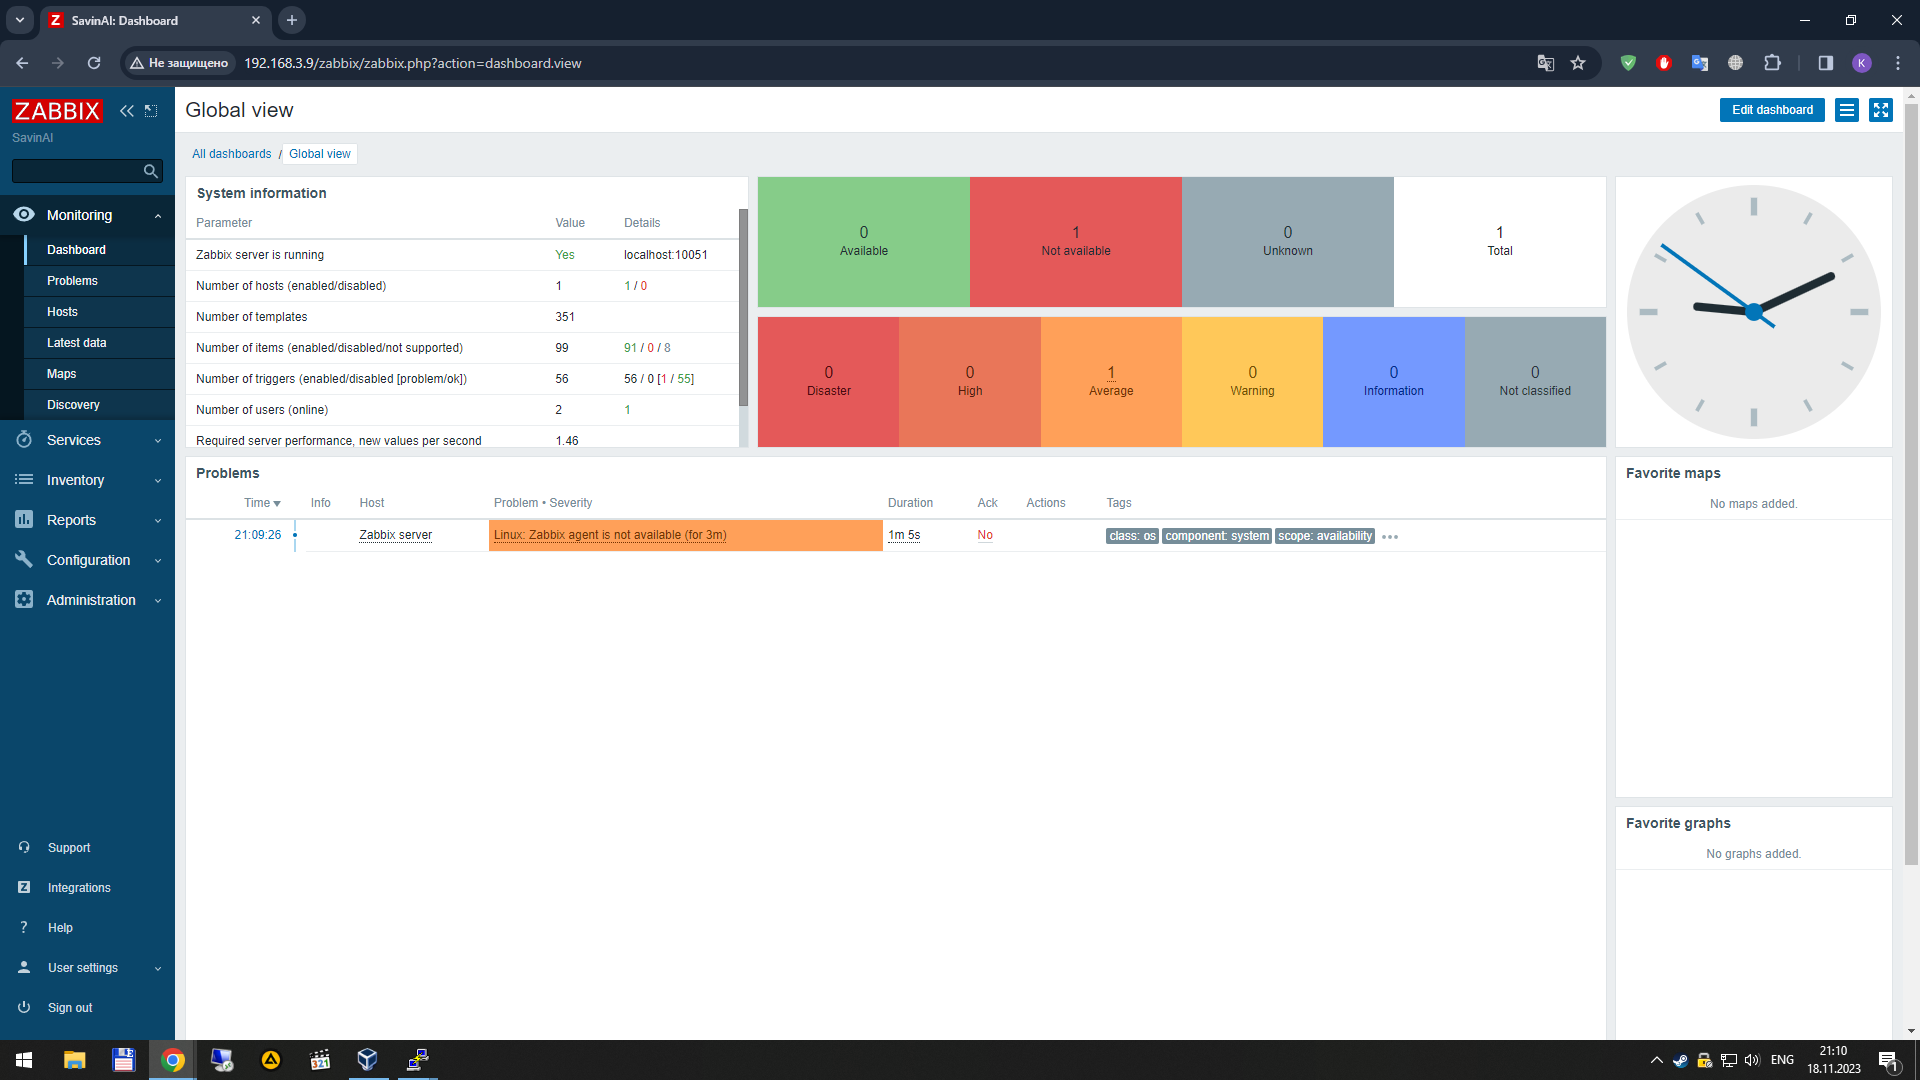 SavinAI: Dashboard
Не защищено
192.168.3.9/zabbix/zabbix.php?action=dashboard.view
K
ZABBIX
SavinAI
Monitoring
Dashboard
Problems
Hosts
Latest data
Maps
Discovery
Services
Inventory
Reports
Configuration
Administration
Support
Integrations
Help
User settings
Sign out
Global view
Edit dashboard
All dashboards / Global view
System information
Parameter Value Details
Zabbix server is running Yes localhost:10051
Number of hosts (enabled/disabled) 1 1 / 0
Number of templates 351
Number of items (enabled/disabled/not supported) 99 91 / 0 / 8
Number of triggers (enabled/disabled [problem/ok]) 56 56 / 0 [1 / 55]
Number of users (online) 2 1
Required server performance, new values per second 1.46
0 Available
1 Not available
0 Unknown
1 Total
0 Disaster
0 High
1 Average
0 Warning
0 Information
0 Not classified
Problems
Time Info Host Problem • Severity Duration Ack Actions Tags
21:09:26 Zabbix server Linux: Zabbix agent is not available (for 3m) 1m 5s No class: os component: system scope: availability
Favorite maps
No maps added.
Favorite graphs
No graphs added.
321
ENG
21:10
18.11.2023
1